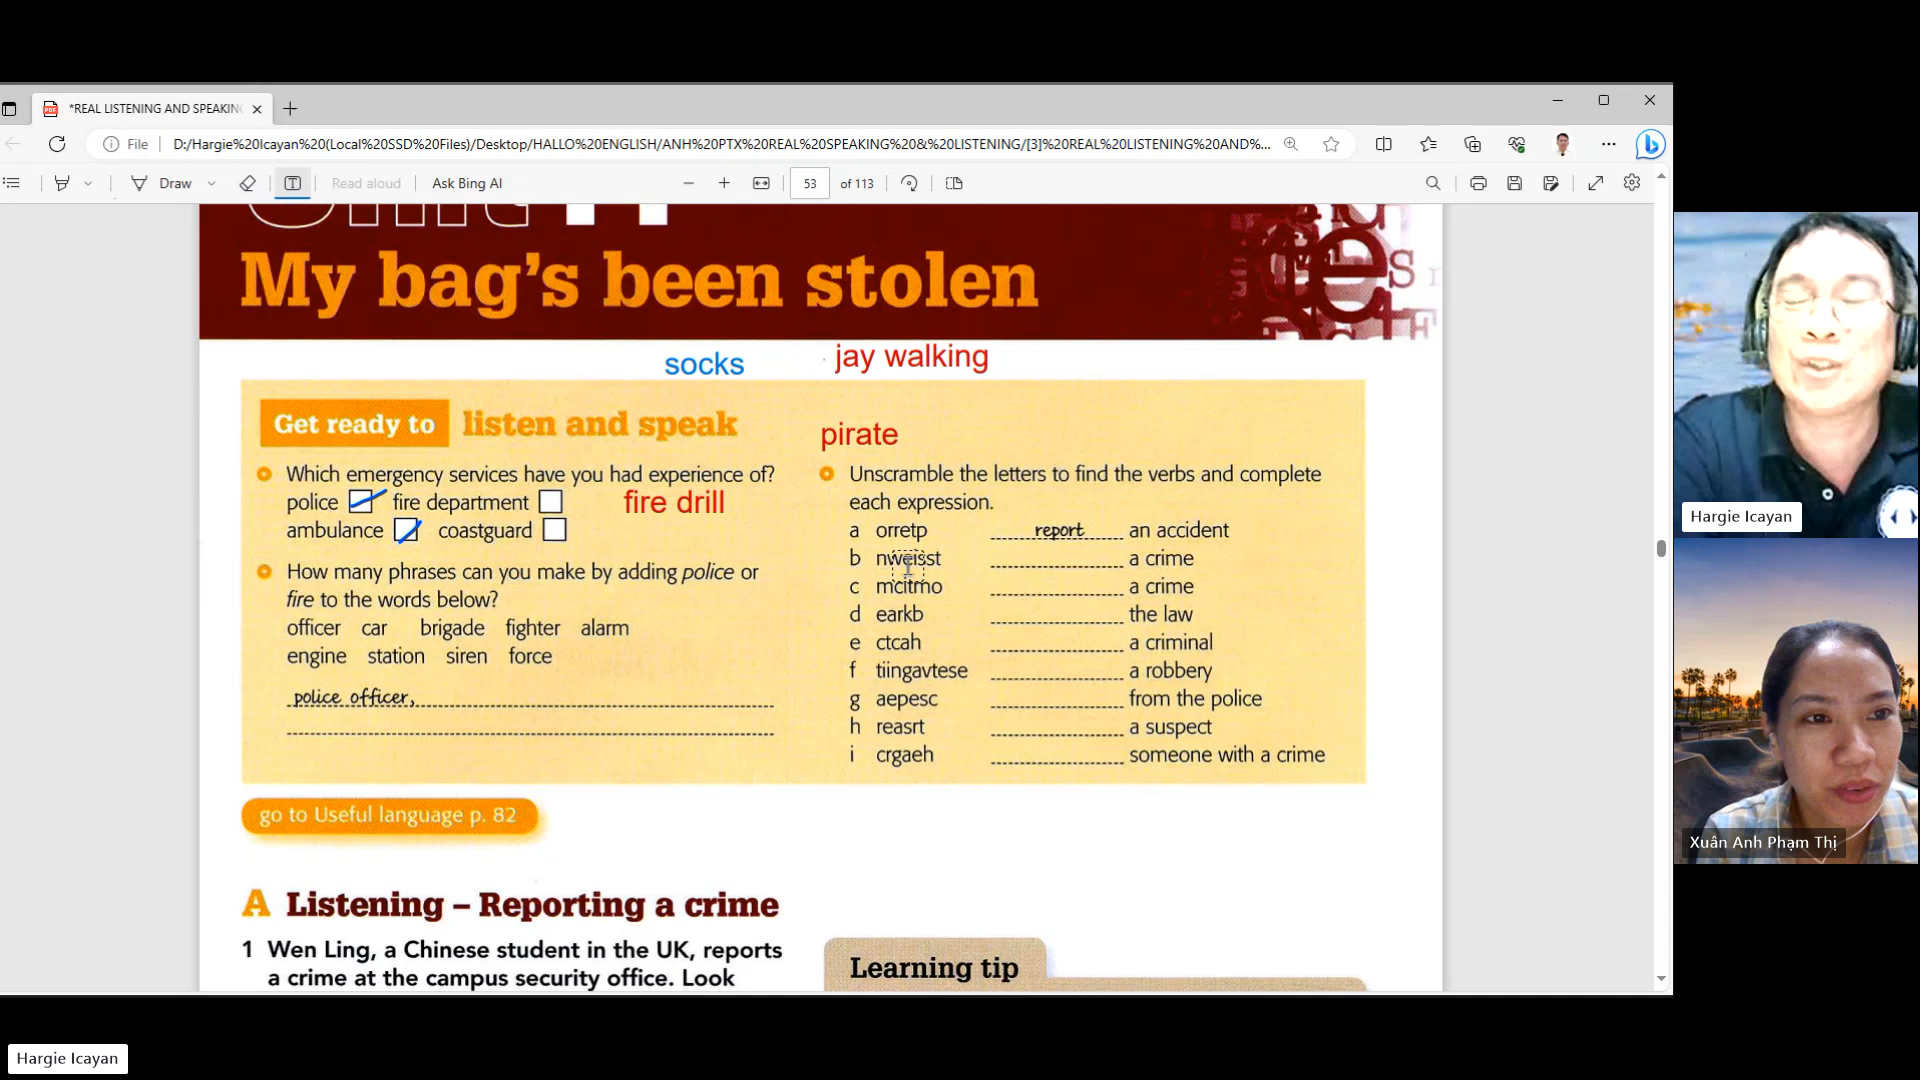 *REAL LISTENING AND SPEAKING
File
D:/Hargie%20Icayan%20(Local%20SSD%20Files)/Desktop/HALLO%20ENGLISH/ANH%20PTX%20REAL%20SPEAKING%20&%20LISTENING/[3]%20REAL%20LISTENING%20AND%...
Draw
Read aloud
Ask Bing AI
53
of 113
My bag's been stolen
socks
jay walking
Get ready to listen and speak
Which emergency services have you had experience of?
police fire department
fire drill
ambulance coastguard
How many phrases can you make by adding police or
fire to the words below?
officer car brigade fighter alarm
engine station siren force
police officer,
pirate
Unscramble the letters to find the verbs and complete
each expression.
a orretp report an accident
b nweisst a crime
c mcitmo a crime
d earkb the law
e ctcah a criminal
f tiingavtese a robbery
g aepesc from the police
h reasrt a suspect
i crgaeh someone with a crime
go to Useful language p. 82
A Listening – Reporting a crime
1 Wen Ling, a Chinese student in the UK, reports
a crime at the campus security office. Look
Learning tip
Hargie Icayan
Xuân Anh Phạm Thị
Hargie Icayan